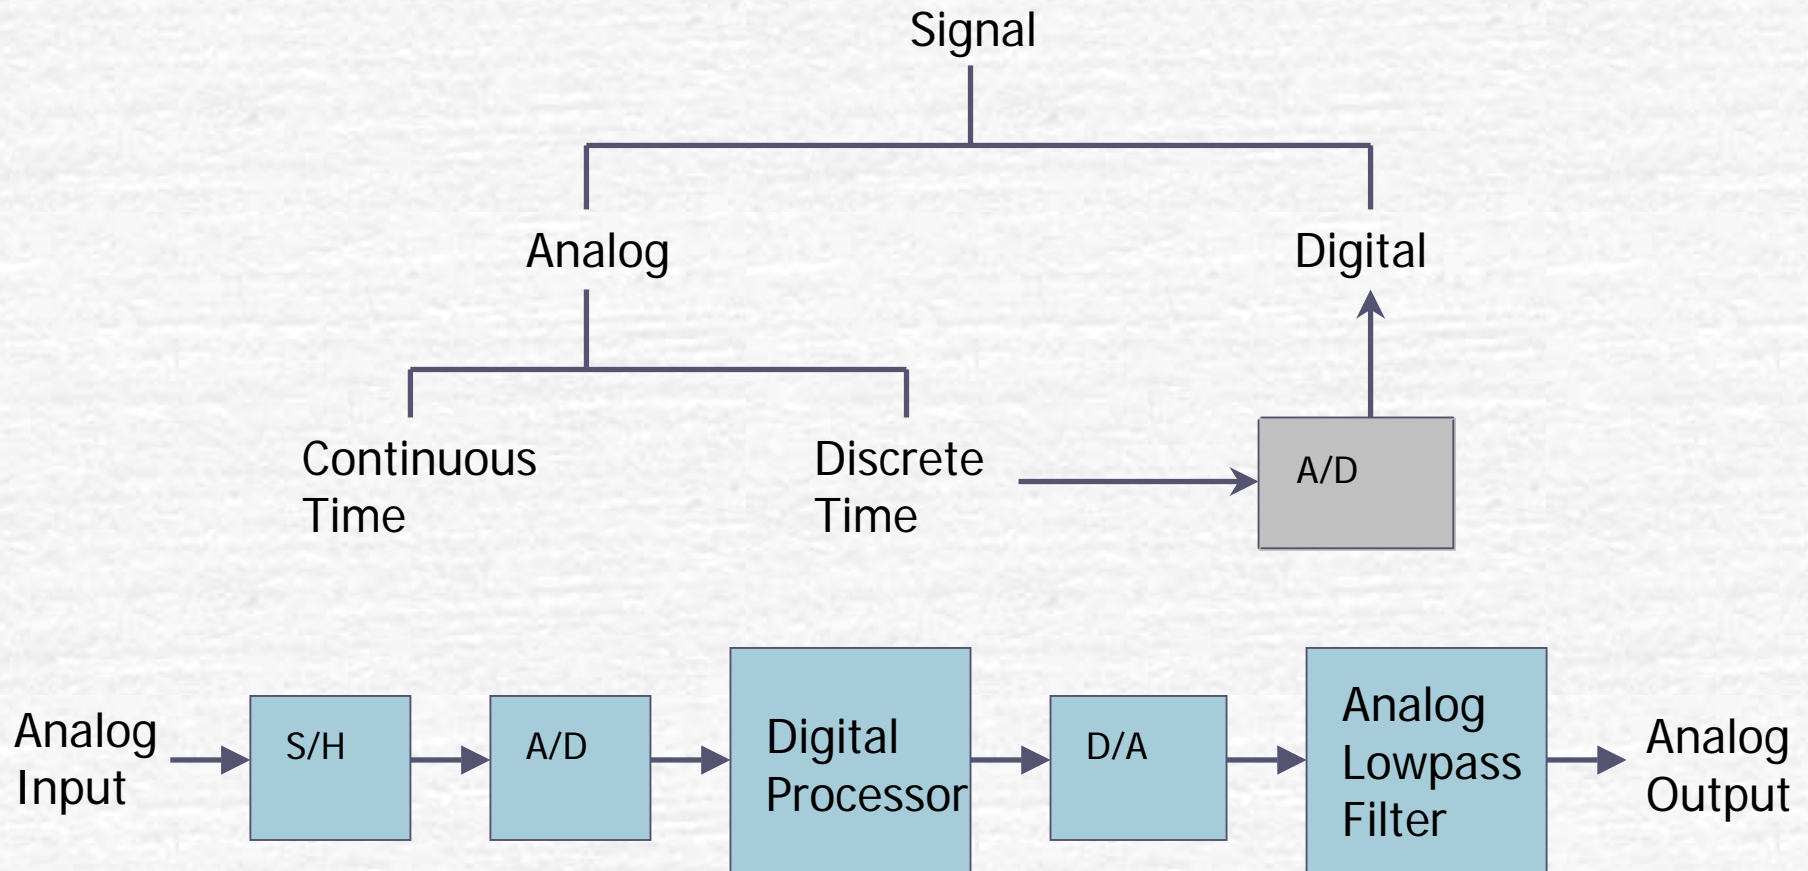 Signal
Analog
Digital
Continuous
Time
Discrete
Time
A/D
Analog
Input
S/H
A/D
Digital
Processor
D/A
Analog
Lowpass
Filter
Analog
Output